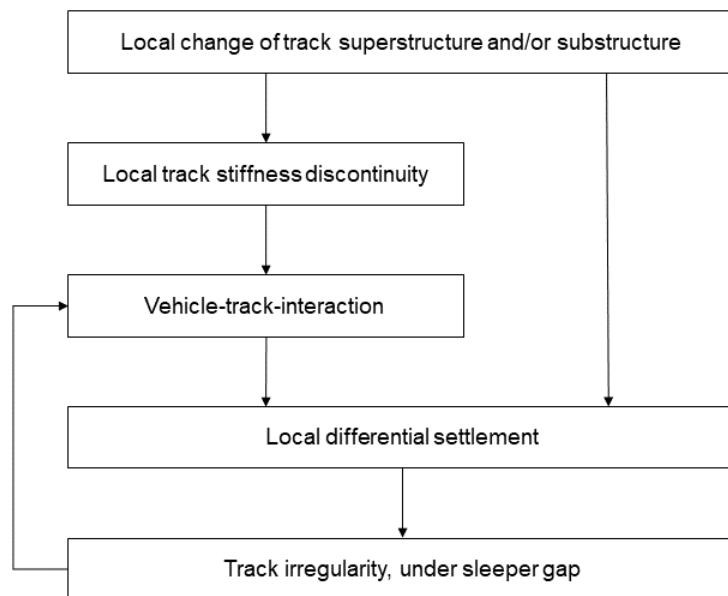 Local change of track superstructure and/or substructure
Local track stiffness discontinuity
Vehicle-track-interaction
Local differential settlement
Track irregularity, under sleeper gap